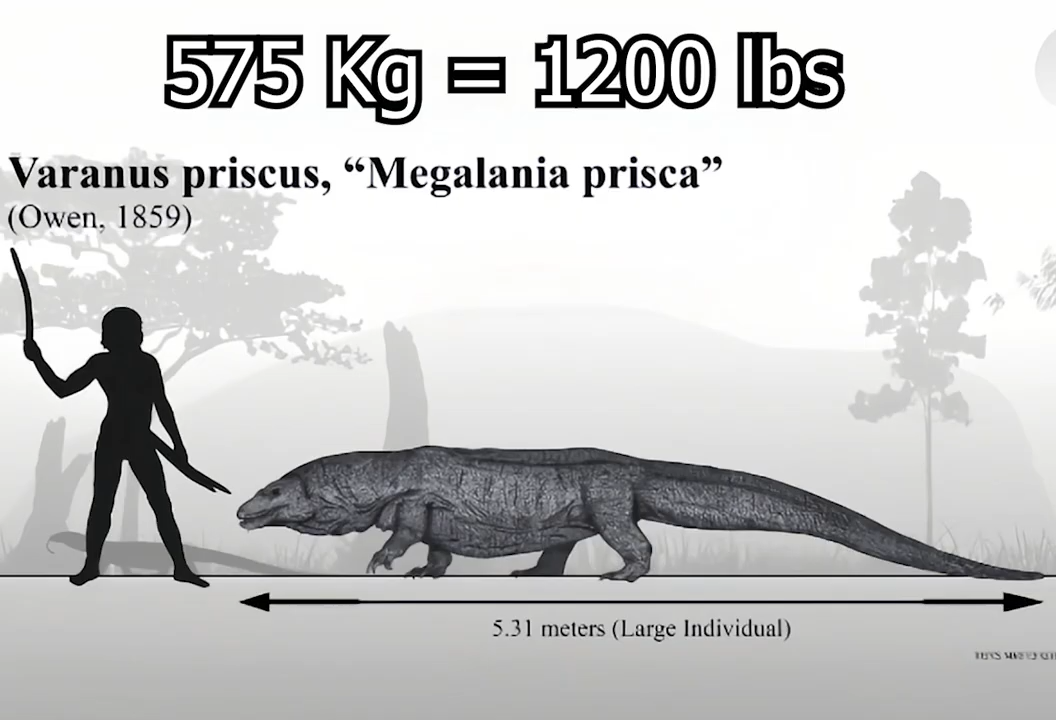 575 Kg = 1200 lbs
Varanus priscus, “Megalania prisca”
(Owen, 1859)
5.31 meters (Large Individual)